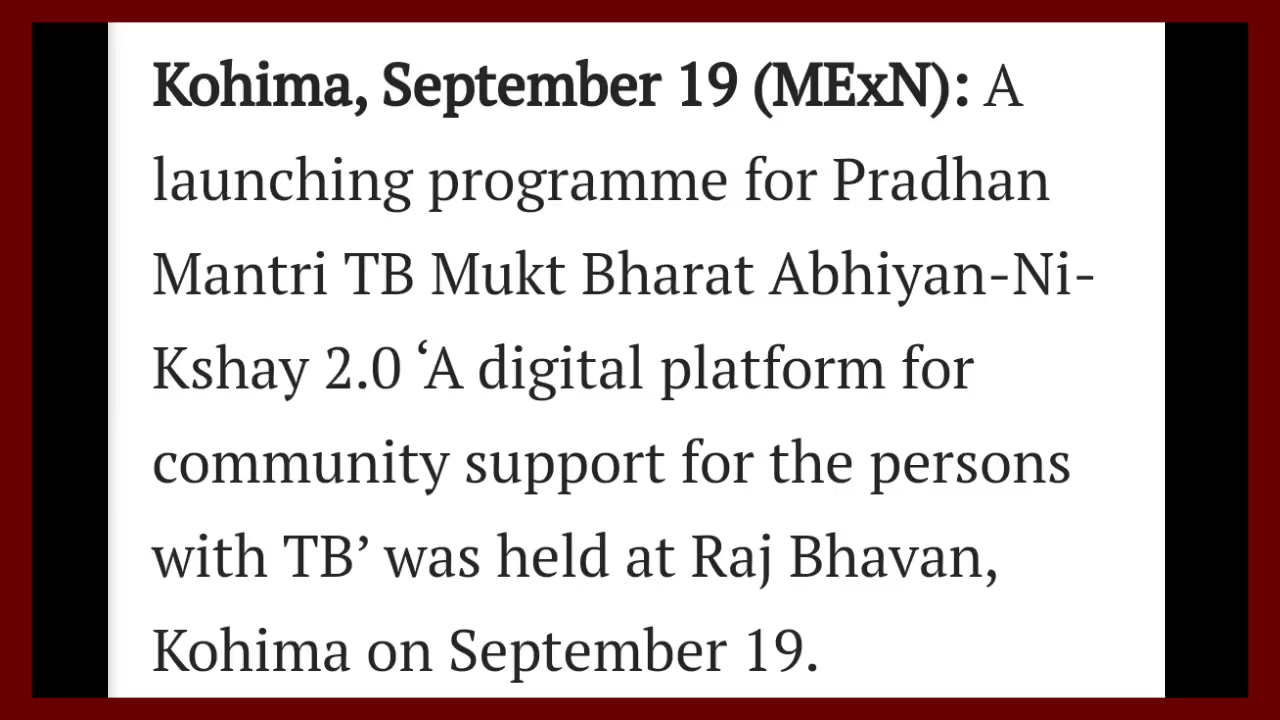 Kohima, September 19 (MExN): A
launching programme for Pradhan
Mantri TB Mukt Bharat Abhiyan-Ni-
Kshay 2.0 ‘A digital platform for
community support for the persons
with TB’ was held at Raj Bhavan,
Kohima on September 19.